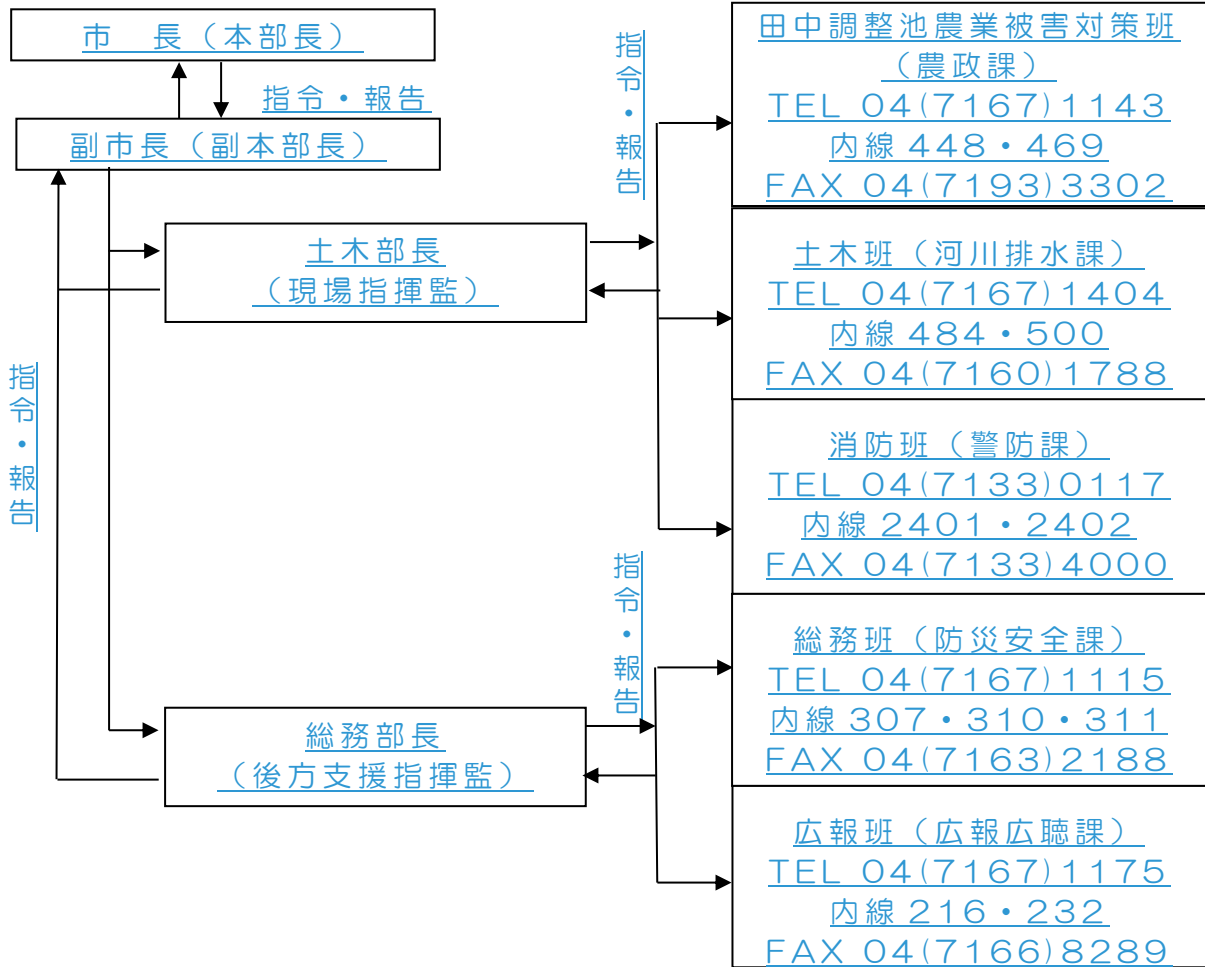 市　長（本部長）
指令・報告
副市長（副本部長）
指令・報告
土木部長
（現場指揮監）
指令・報告
田中調整池農業被害対策班
（農政課）
TEL 04(7167)1143
内線 448・469
FAX 04(7193)3302
土木班（河川排水課）
TEL 04(7167)1404
内線 484・500
FAX 04(7160)1788
消防班（警防課）
TEL 04(7133)0117
内線 2401・2402
FAX 04(7133)4000
総務部長
（後方支援指揮監）
指令・報告
総務班（防災安全課）
TEL 04(7167)1115
内線 307・310・311
FAX 04(7163)2188
広報班（広報広聴課）
TEL 04(7167)1175
内線 216・232
FAX 04(7166)8289